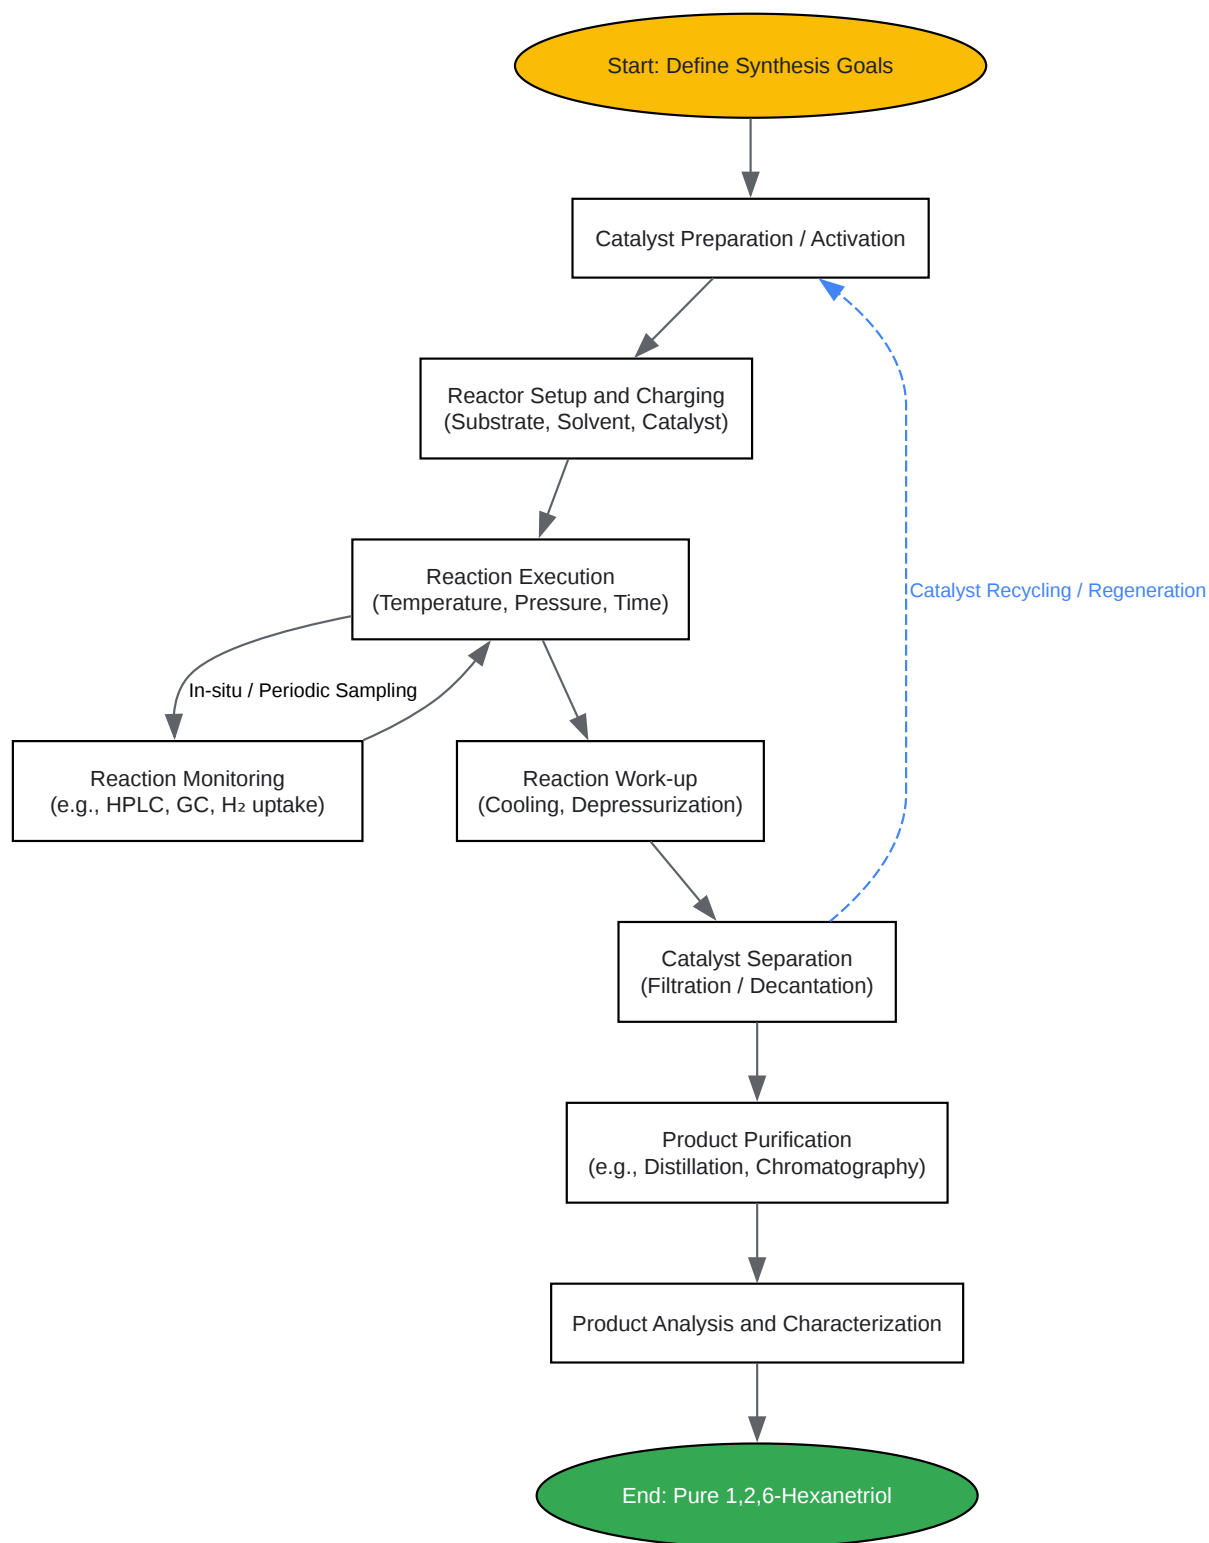 Start: Define Synthesis Goals
Catalyst Preparation / Activation
Reactor Setup and Charging
(Substrate, Solvent, Catalyst)
Reaction Execution
(Temperature, Pressure, Time)
Catalyst Recycling / Regeneration
In-situ / Periodic Sampling
Reaction Monitoring
(e.g., HPLC, GC, H₂ uptake)
Reaction Work-up
(Cooling, Depressurization)
Catalyst Separation
(Filtration / Decantation)
Product Purification
(e.g., Distillation, Chromatography)
Product Analysis and Characterization
End: Pure 1,2,6-Hexanetriol